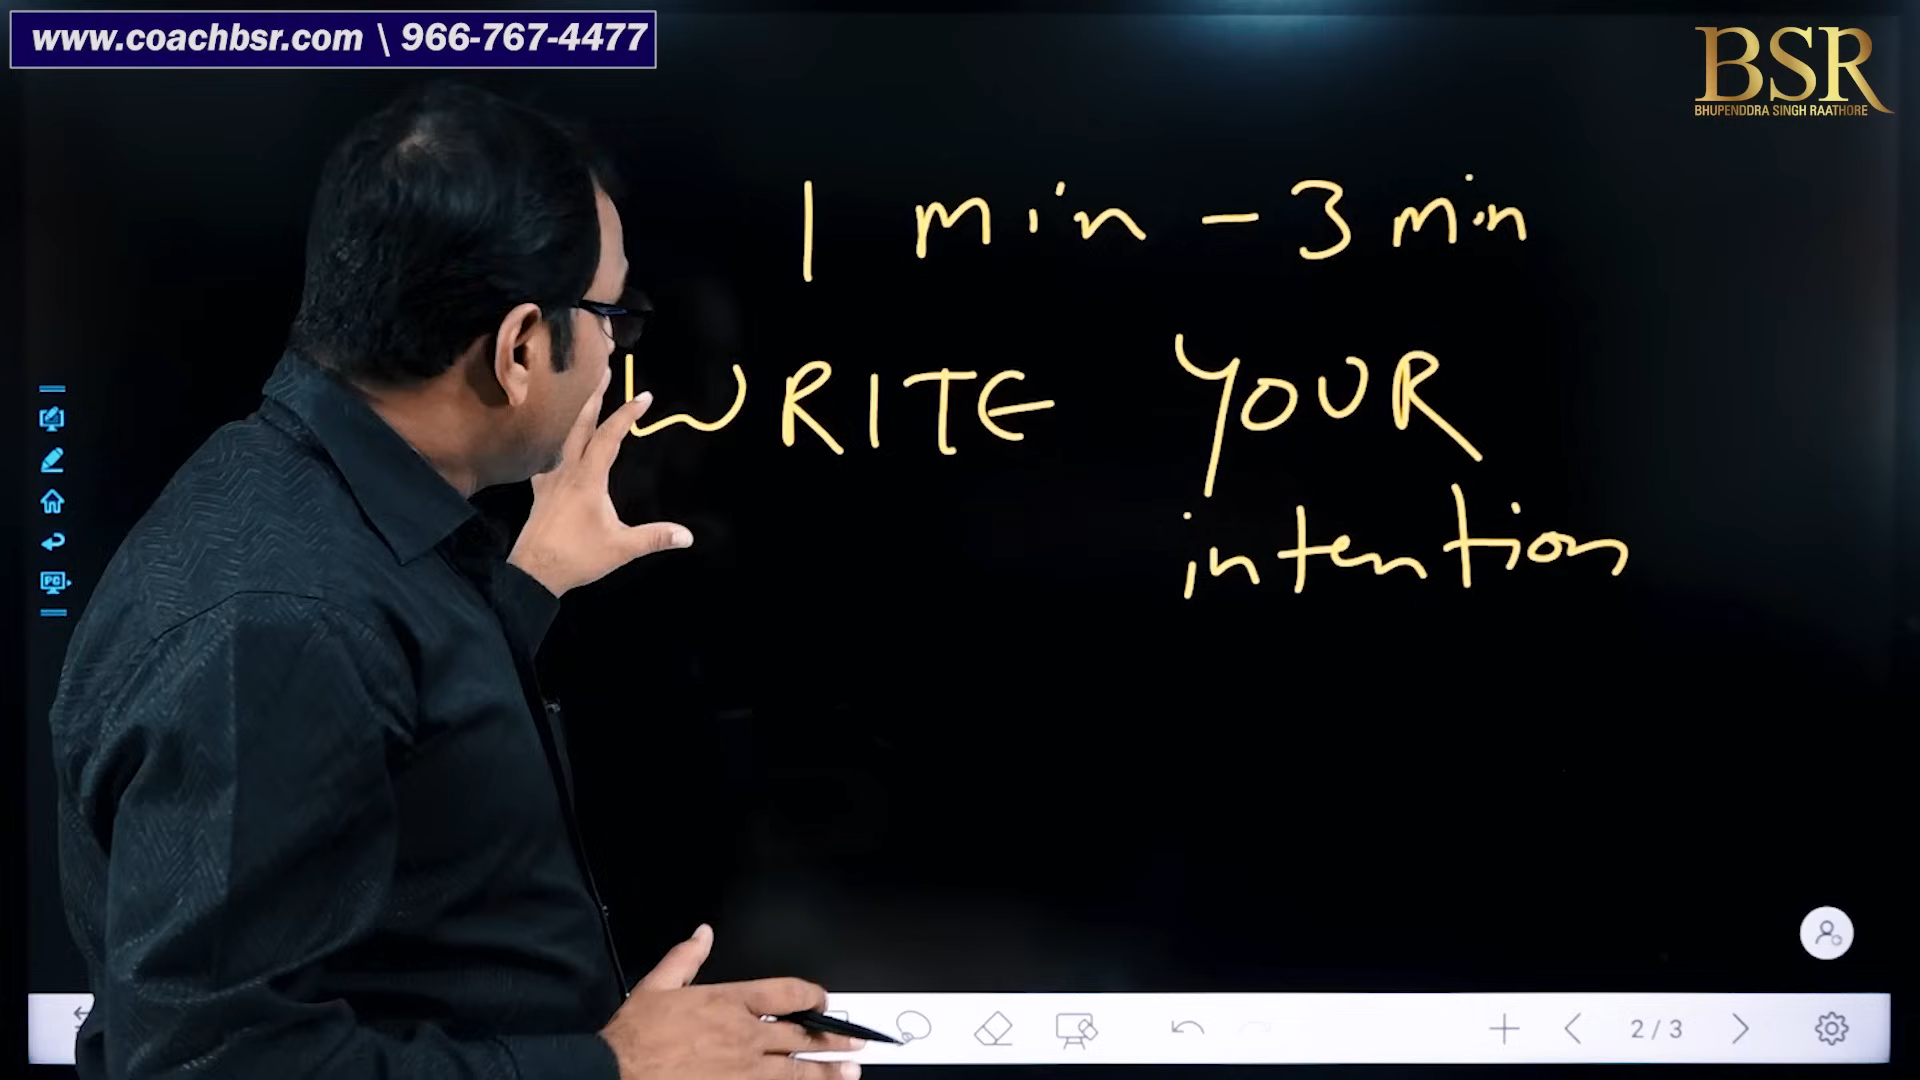 www.coachbsr.com \ 966-767-4477
BSR
BHUPENDDRA SINGH RAATHORE
1 min - 3 min
WRITE YOUR
intention
PC
2 / 3